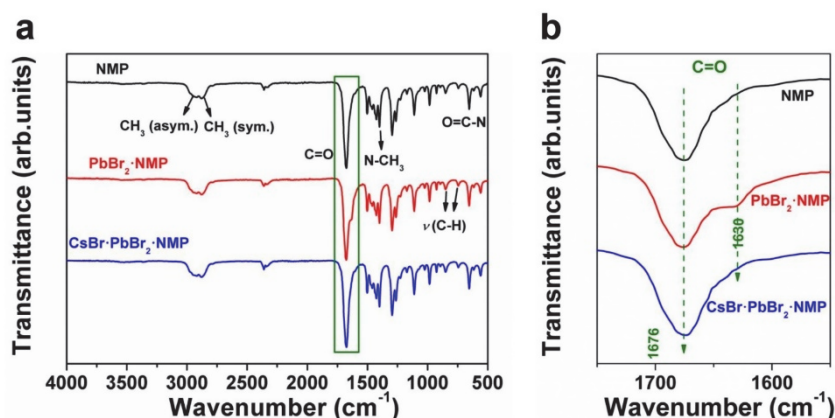 a
NMP
CH₃ (asym.)
CH₃ (sym.)
C=O
N-CH₃
O=C-N
PbBr₂·NMP
ν(C-H)
CsBr·PbBr₂·NMP
Transmittance (arb.units)
4000 3500 3000 2500 2000 1500 1000 500
Wavenumber (cm⁻¹)
b
C=O
NMP
PbBr₂·NMP
1630
CsBr·PbBr₂·NMP
1676
Transmittance (arb.units)
1700 1600
Wavenumber (cm⁻¹)